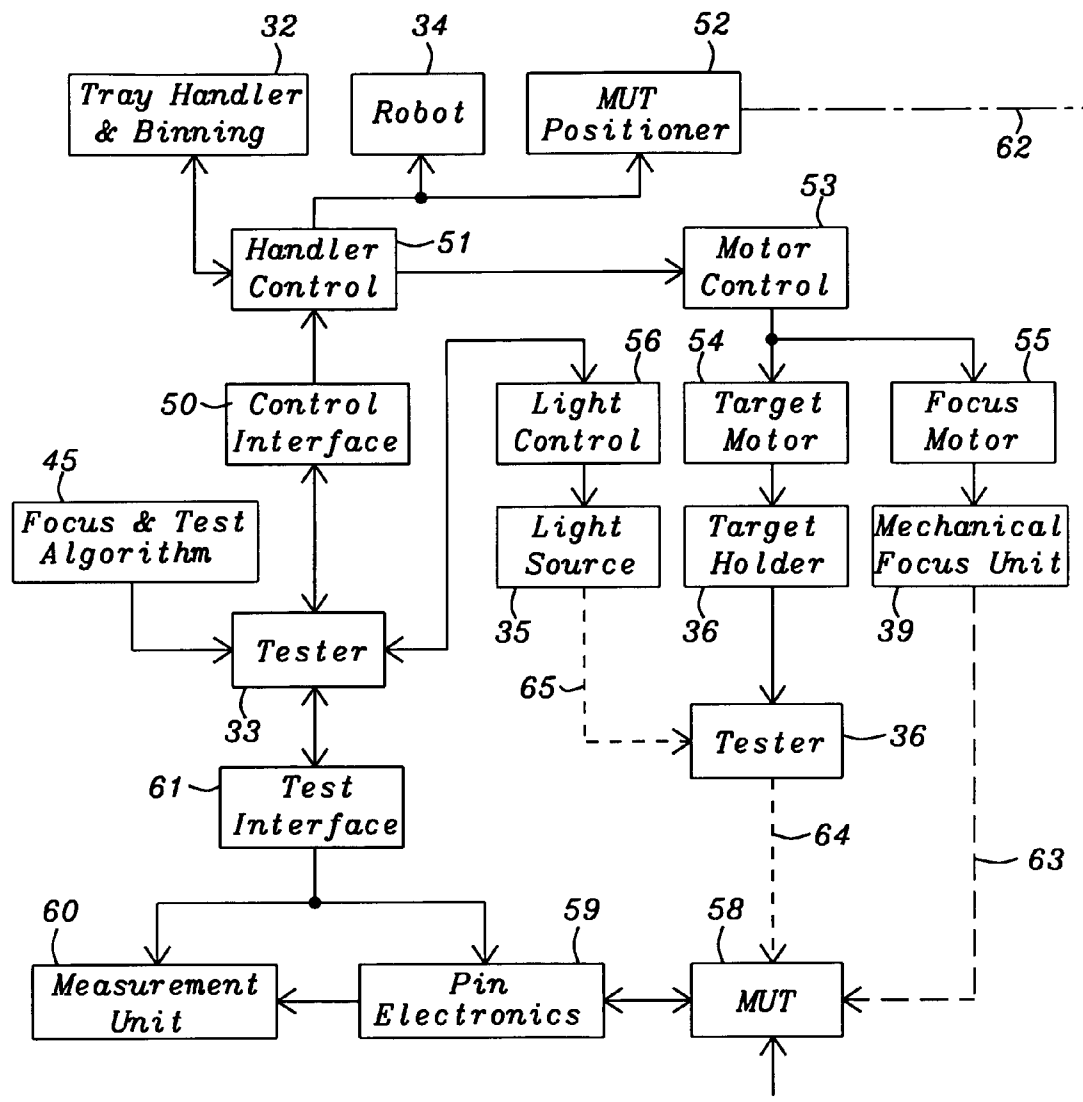 32
34
52
Tray Handler
& Binning
Robot
MUT
Positioner
62
53
51
Handler
Control
Motor
Control
56
54
55
50
Control
Interface
Light
Control
Target
Motor
Focus
Motor
45
Focus & Test
Algorithm
Light
Source
Target
Holder
Mechanical
Focus Unit
35
36
39
Tester
33
65
Tester
36
61
Test
Interface
64
63
60
59
58
Measurement
Unit
Pin
Electronics
MUT